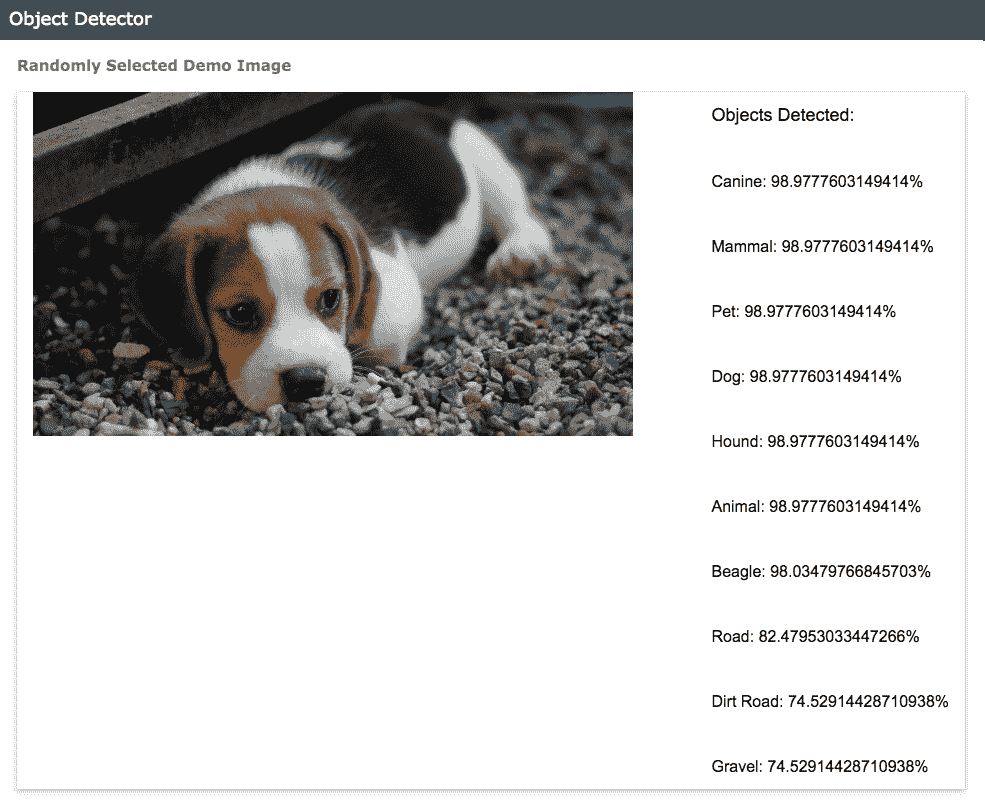 Object Detector
Randomly Selected Demo Image
Objects Detected:
Canine: 98.9777603149414%
Mammal: 98.9777603149414%
Pet: 98.9777603149414%
Dog: 98.9777603149414%
Hound: 98.9777603149414%
Animal: 98.9777603149414%
Beagle: 98.03479766845703%
Road: 82.47953033447266%
Dirt Road: 74.52914428710938%
Gravel: 74.52914428710938%